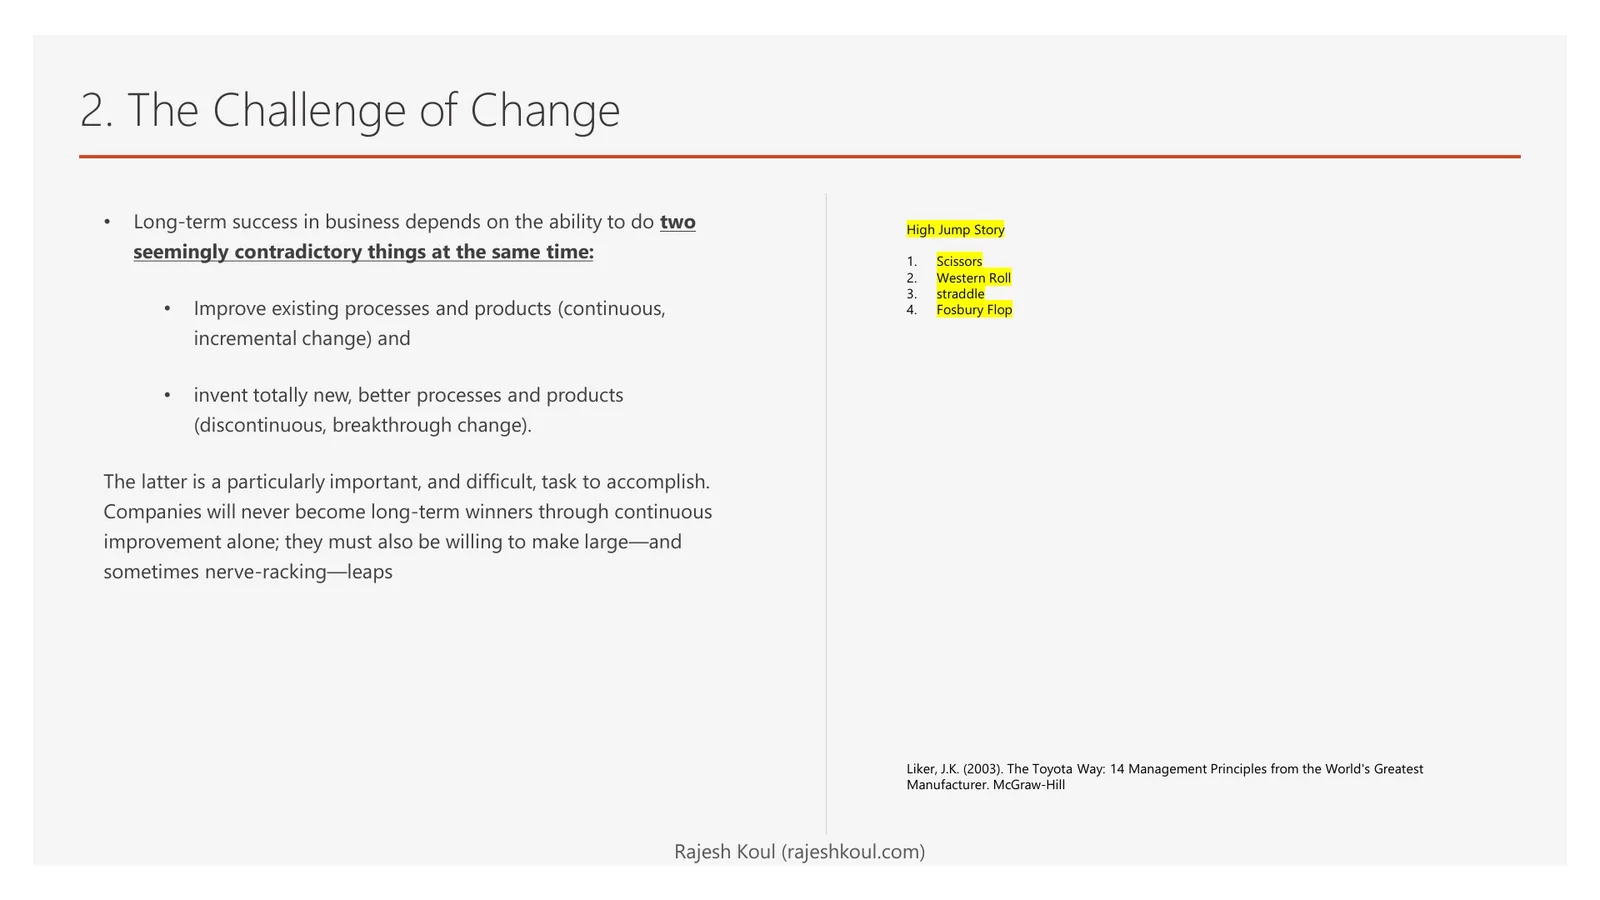 2. The Challenge of Change
• Long-term success in business depends on the ability to do two
seemingly contradictory things at the same time:
• Improve existing processes and products (continuous,
incremental change) and
• invent totally new, better processes and products
(discontinuous, breakthrough change).
The latter is a particularly important, and difficult, task to accomplish.
Companies will never become long-term winners through continuous
improvement alone; they must also be willing to make large—and
sometimes nerve-racking—leaps
High Jump Story
1. Scissors
2. Western Roll
3. straddle
4. Fosbury Flop
Liker, J.K. (2003). The Toyota Way: 14 Management Principles from the World's Greatest
Manufacturer. McGraw-Hill
Rajesh Koul (rajeshkoul.com)